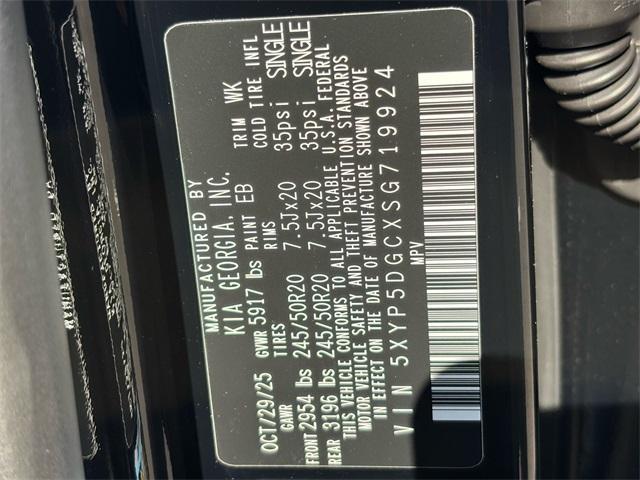 MANUFACTURED BY
KIA GEORGIA, INC.
OCT/29/25 GVWR 5917 lbs PAINT EB TRIM WK
GAWR TIRES RIMS COLD TIRE INFL
FRONT 2954 lbs 245/50R20 7.5Jx20 35psi SINGLE
REAR 3196 lbs 245/50R20 7.5Jx20 35psi SINGLE
THIS VEHICLE CONFORMS TO ALL APPLICABLE U.S.A. FEDERAL
MOTOR VEHICLE SAFETY AND THEFT PREVENTION STANDARDS
IN EFFECT ON THE DATE OF MANUFACTURE SHOWN ABOVE
VIN 5XYP5DGCXSG719924
MPV